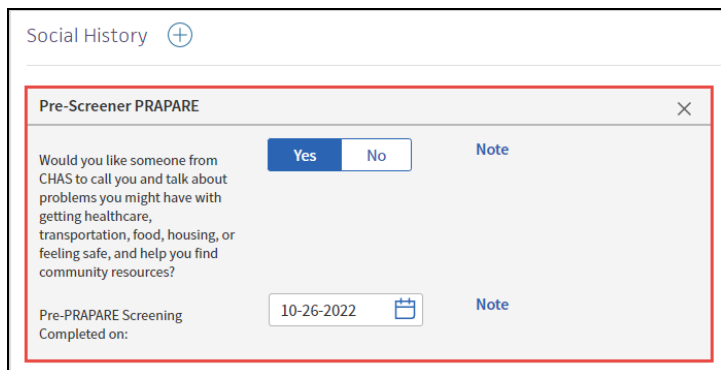 Social History
Pre-Screener PRAPARE
Would you like someone from
CHAS to call you and talk about
problems you might have with
getting healthcare,
transportation, food, housing, or
feeling safe, and help you find
community resources?
Yes No
Note
Pre-PRAPARE Screening
Completed on:
10-26-2022
Note